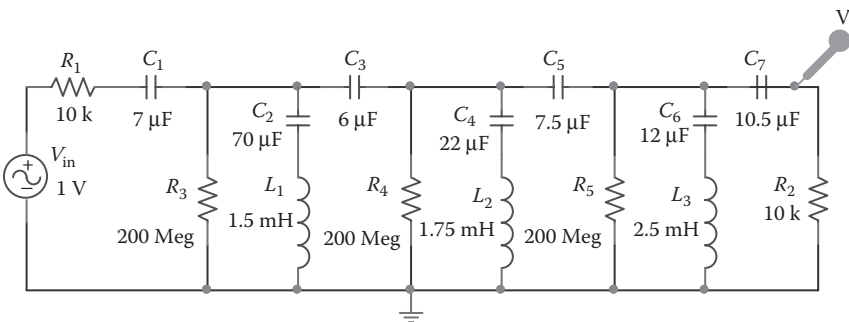 V
R1
10 k
C1
7 µF
C3
6 µF
C5
7.5 µF
C7
10.5 µF
C2
70 µF
C4
22 µF
C6
12 µF
Vin
1 V
+
R3
200 Meg
L1
1.5 mH
R4
200 Meg
L2
1.75 mH
R5
200 Meg
L3
2.5 mH
R2
10 k